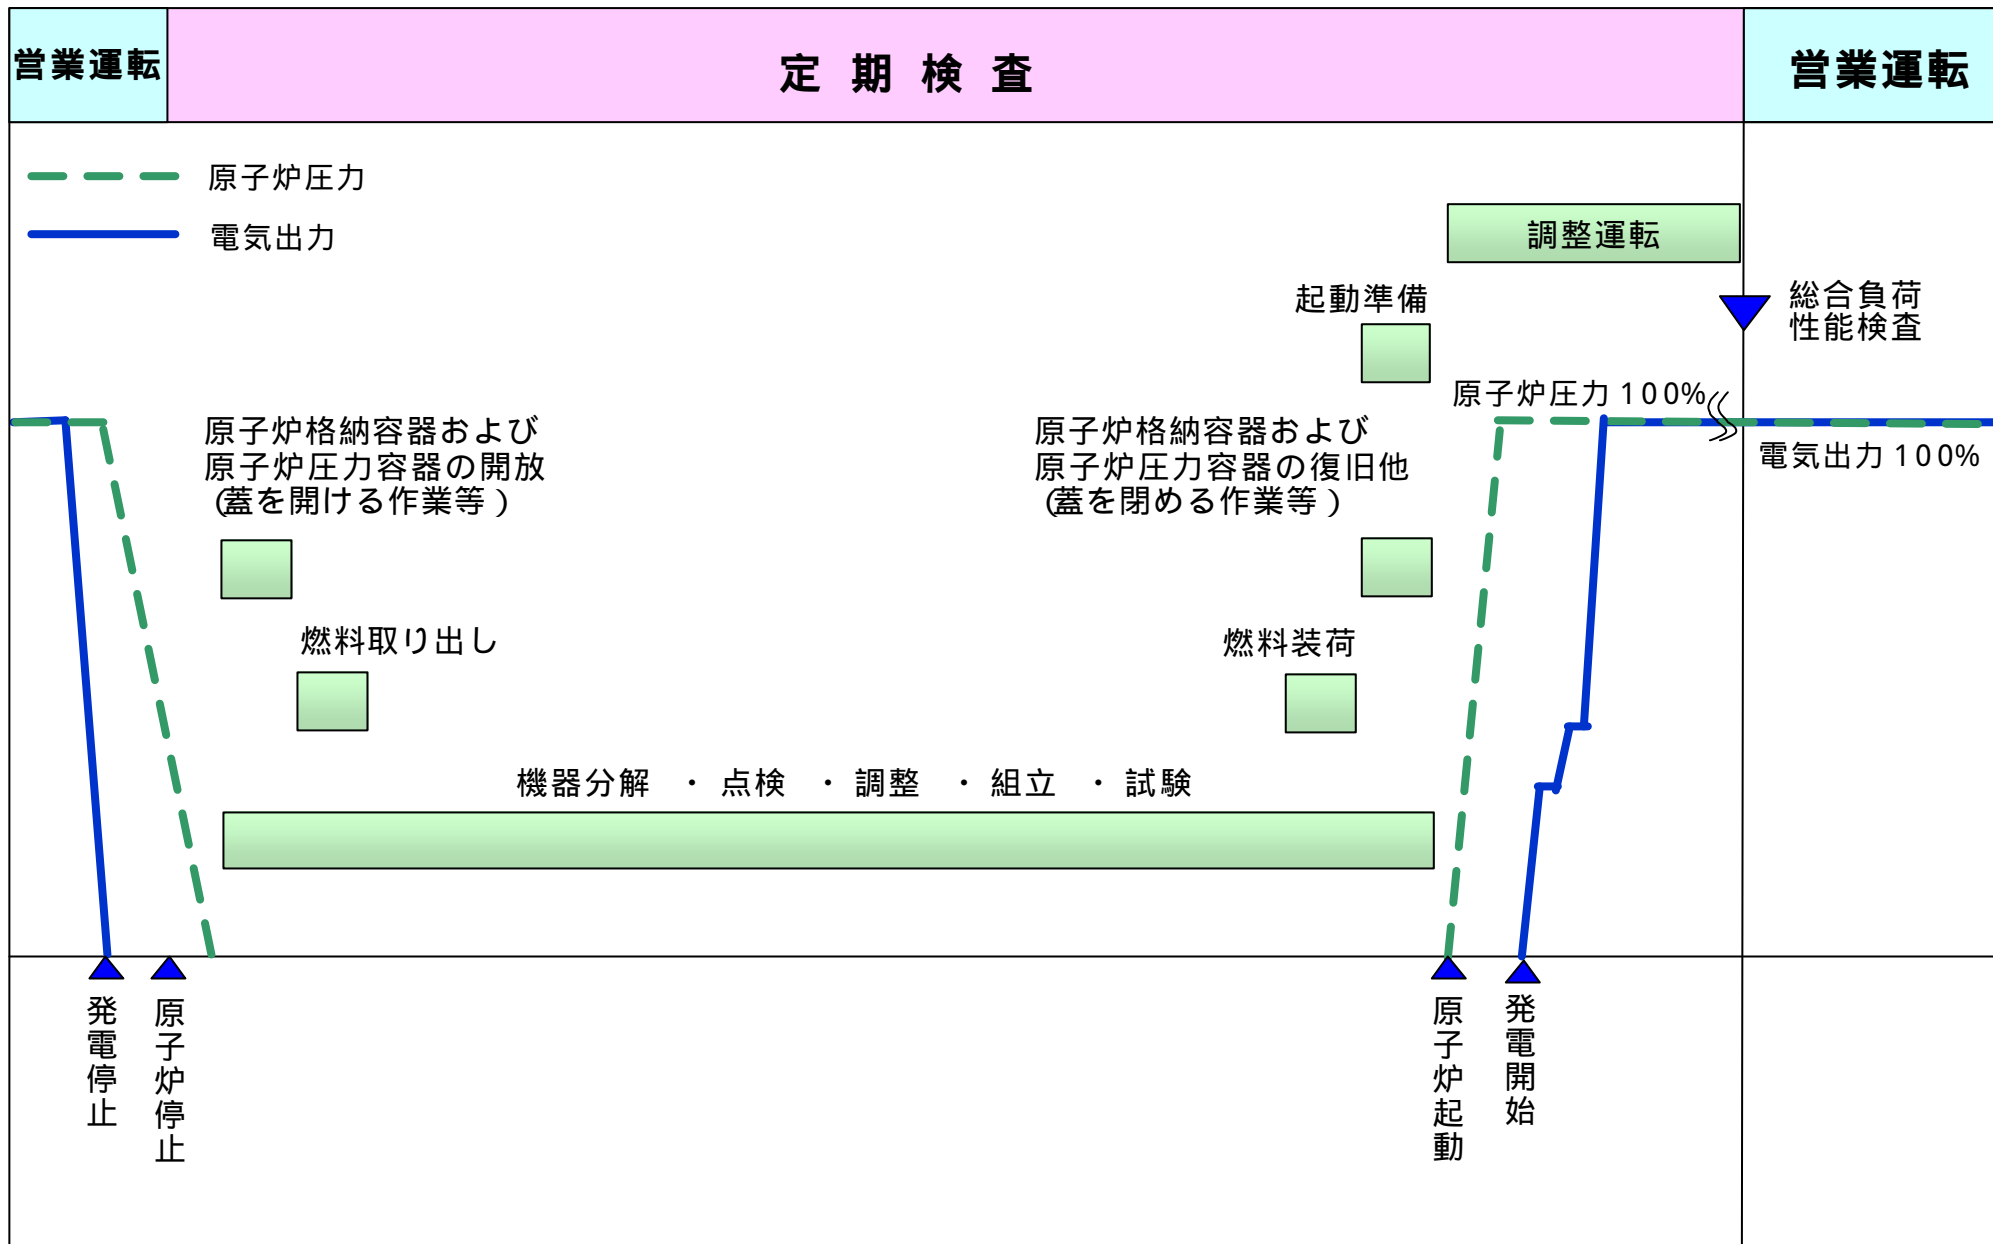 営業運転
定期検査
営業運転
原子炉圧力
電気出力
調整運転
起動準備
総合負荷
性能検査
原子炉圧力100%
電気出力100%
原子炉格納容器および
原子炉圧力容器の開放
(蓋を開ける作業等)
原子炉格納容器および
原子炉圧力容器の復旧他
(蓋を閉める作業等)
燃料取り出し
燃料装荷
機器分解 ・ 点検 ・ 調整 ・ 組立 ・ 試験
発電停止
原子炉停止
原子炉起動
発電開始